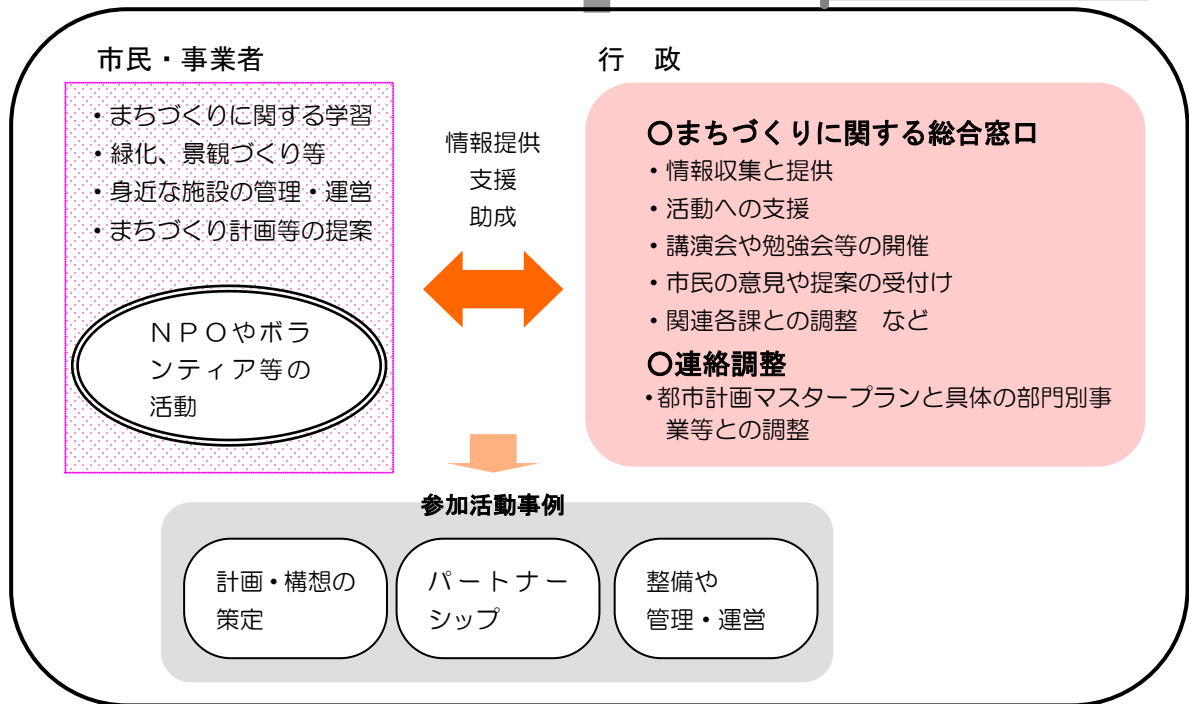 市民・事業者
・まちづくりに関する学習
・緑化、景観づくり等
・身近な施設の管理・運営
・まちづくり計画等の提案
NPOやボラ
ンティア等の
活動
情報提供
支援
助成
行　政
〇まちづくりに関する総合窓口
・情報収集と提供
・活動への支援
・講演会や勉強会等の開催
・市民の意見や提案の受付け
・関連各課との調整　など
〇連絡調整
・都市計画マスタープランと具体の部門別事
業等との調整
参加活動事例
計画・構想の
策定
パートナー
シップ
整備や
管理・運営